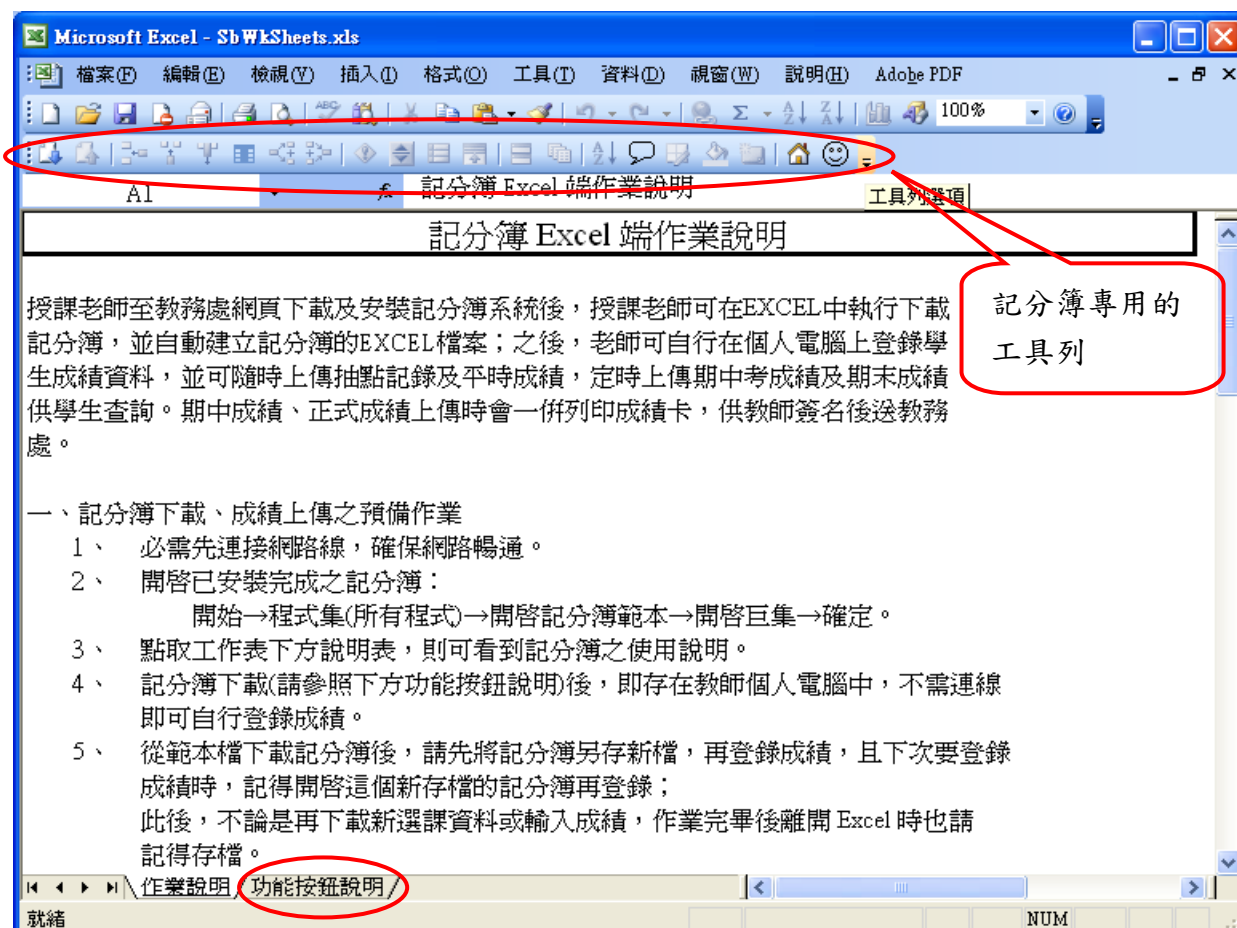 Microsoft Excel - SbWkSheets.xls
檔案(F) 編輯(E) 檢視(V) 插入(I) 格式(O) 工具(T) 資料(D) 視窗(W) 說明(H) Adobe PDF
100%
A1 fx 記分簿 Excel 端作業說明
工具列選項
記分簿 Excel 端作業說明
記分簿專用的
工具列
授課老師至教務處網頁下載及安裝記分簿系統後，授課老師可在EXCEL中執行下載
記分簿，並自動建立記分簿的EXCEL檔案；之後，老師可自行在個人電腦上登錄學
生成績資料，並可隨時上傳抽點記錄及平時成績，定時上傳期中考成績及期末成績
供學生查詢。期中成績、正式成績上傳時會一併列印成績卡，供教師簽名後送教務
處。
一、記分簿下載、成績上傳之預備作業
1、 必需先連接網路線，確保網路暢通。
2、 開啓已安裝完成之記分簿：
開始→程式集(所有程式)→開啓記分簿範本→開啓巨集→確定。
3、 點取工作表下方說明表，則可看到記分簿之使用說明。
4、 記分簿下載(請參照下方功能按鈕說明)後，即存在教師個人電腦中，不需連線
即可自行登錄成績。
5、 從範本檔下載記分簿後，請先將記分簿另存新檔，再登錄成績，且下次要登錄
成績時，記得開啓這個新存檔的記分簿再登錄；
此後，不論是再下載新選課資料或輸入成績，作業完畢後離開 Excel 時也請
記得存檔。
作業說明 功能按鈕說明
就緒 NUM